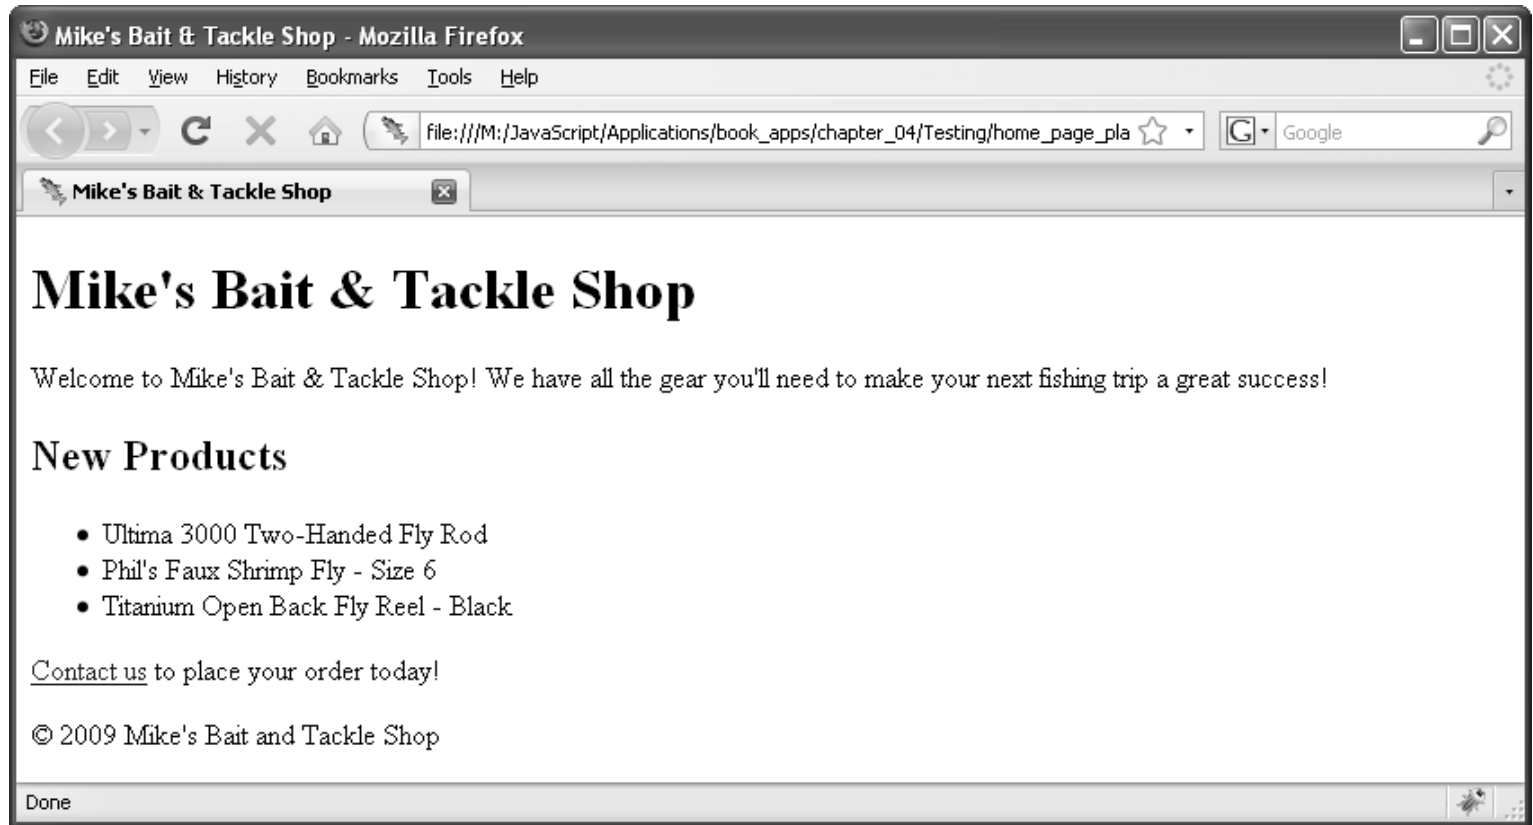 Mike's Bait & Tackle Shop - Mozilla Firefox
File Edit View History Bookmarks Tools Help
file:///M:/JavaScript/Applications/book_apps/chapter_04/Testing/home_page_pla G Google
Mike's Bait & Tackle Shop
Mike's Bait & Tackle Shop
Welcome to Mike's Bait & Tackle Shop! We have all the gear you'll need to make your next fishing trip a great success!
New Products
• Ultima 3000 Two-Handed Fly Rod
• Phil's Faux Shrimp Fly - Size 6
• Titanium Open Back Fly Reel - Black
Contact us to place your order today!
© 2009 Mike's Bait and Tackle Shop
Done